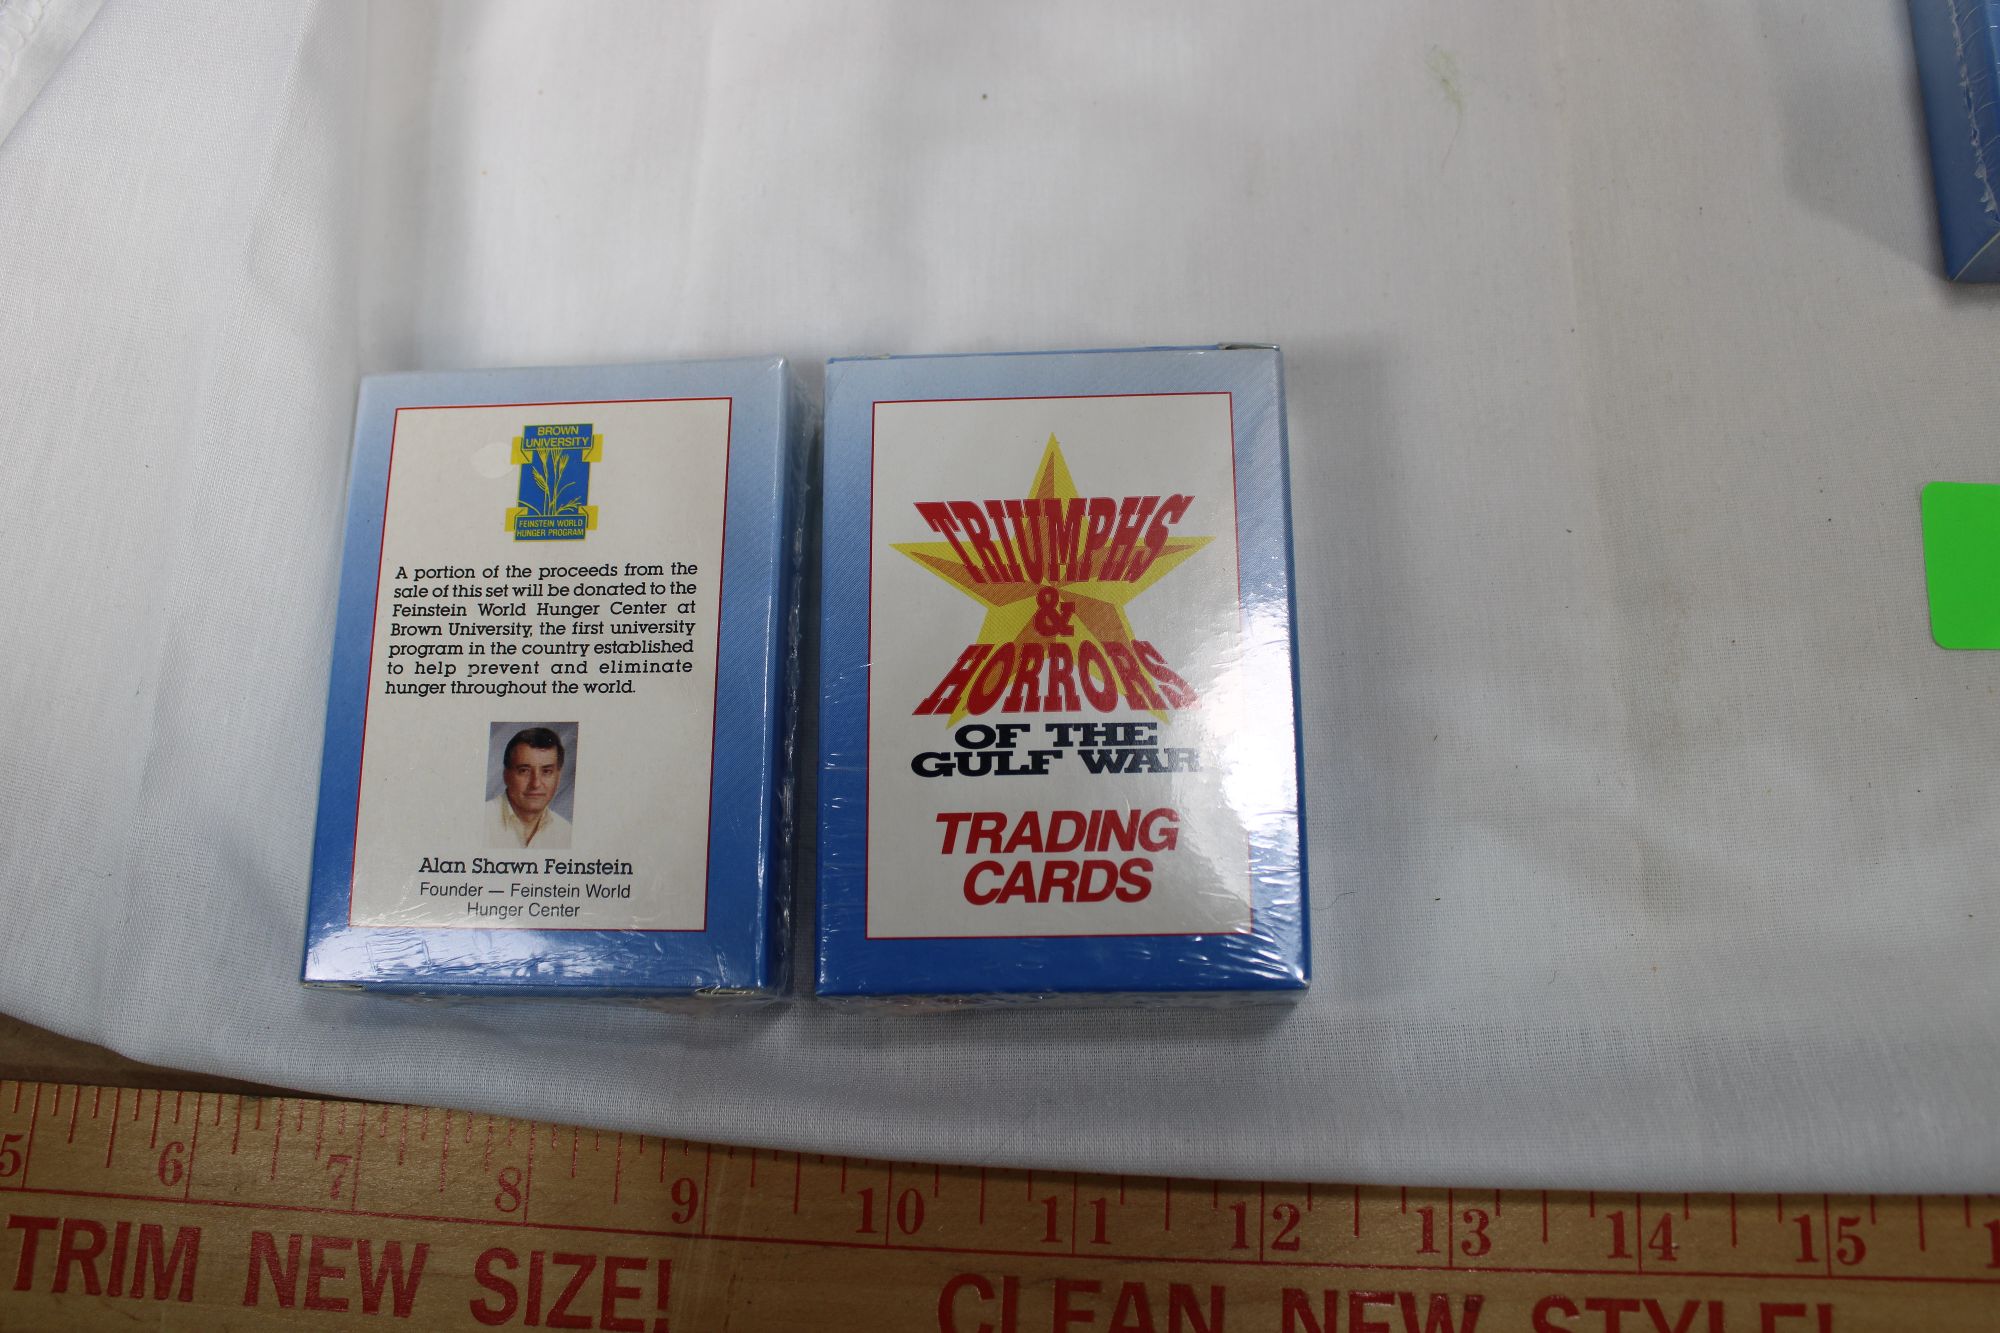 BROWN
UNIVERSITY
FEINSTEIN WORLD
HUNGER PROGRAM
A portion of the proceeds from the
sale of this set will be donated to the
Feinstein World Hunger Center at
Brown University, the first university
program in the country established
to help prevent and eliminate
hunger throughout the world.
Alan Shawn Feinstein
Founder — Feinstein World
Hunger Center
TRIUMPHS
&
HORRORS
OF THE
GULF WAR
TRADING
CARDS
5 6 7 8 9 10 11 12 13 14 15
TRIM NEW SIZE! CLEAN NEW STYLE!